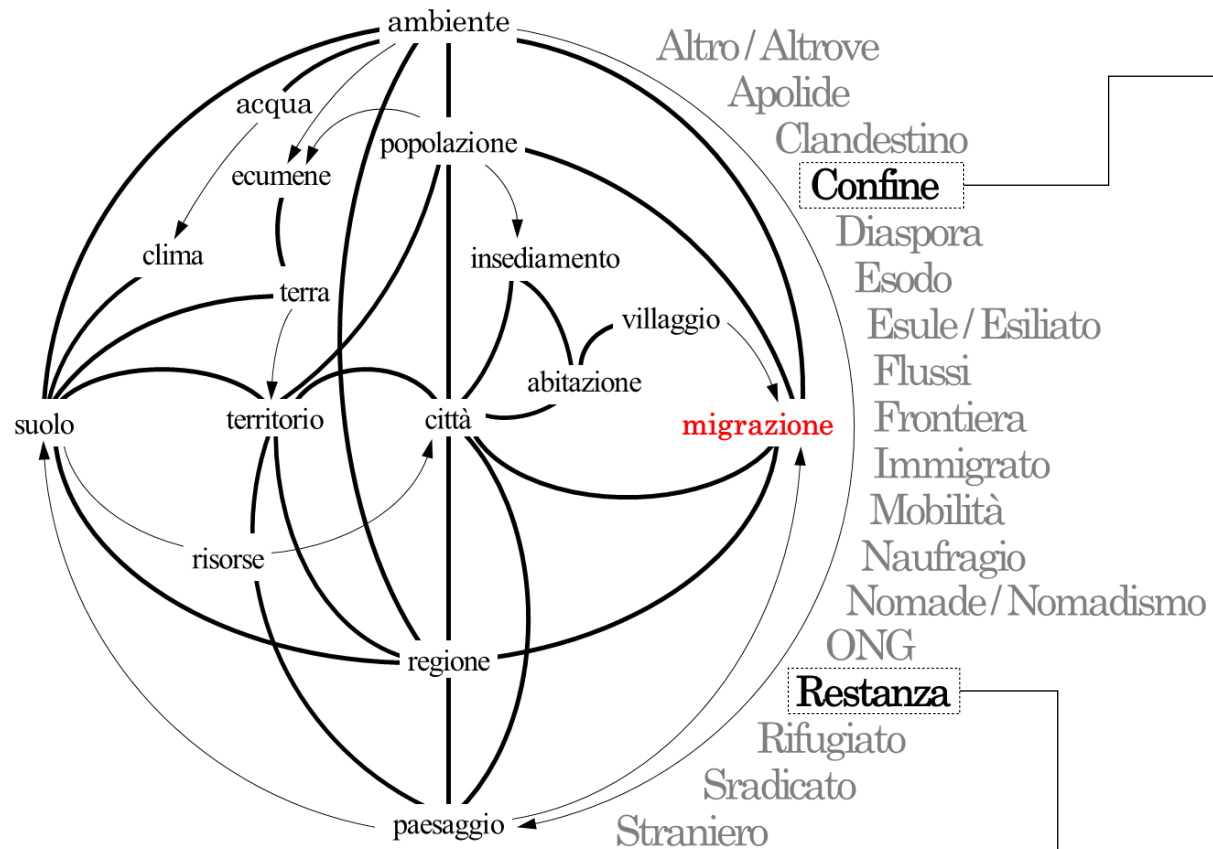 ambiente
acqua
popolazione
ecumene
clima
insediamento
terra
villaggio
abitazione
suolo
territorio
città
migrazione
risorse
regione
paesaggio
Altro / Altrove
Apolide
Clandestino
Confine
Diaspora
Esodo
Esule / Esiliato
Flussi
Frontiera
Immigrato
Mobilità
Naufragio
Nomade / Nomadismo
ONG
Restanza
Rifugiato
Sradicato
Straniero